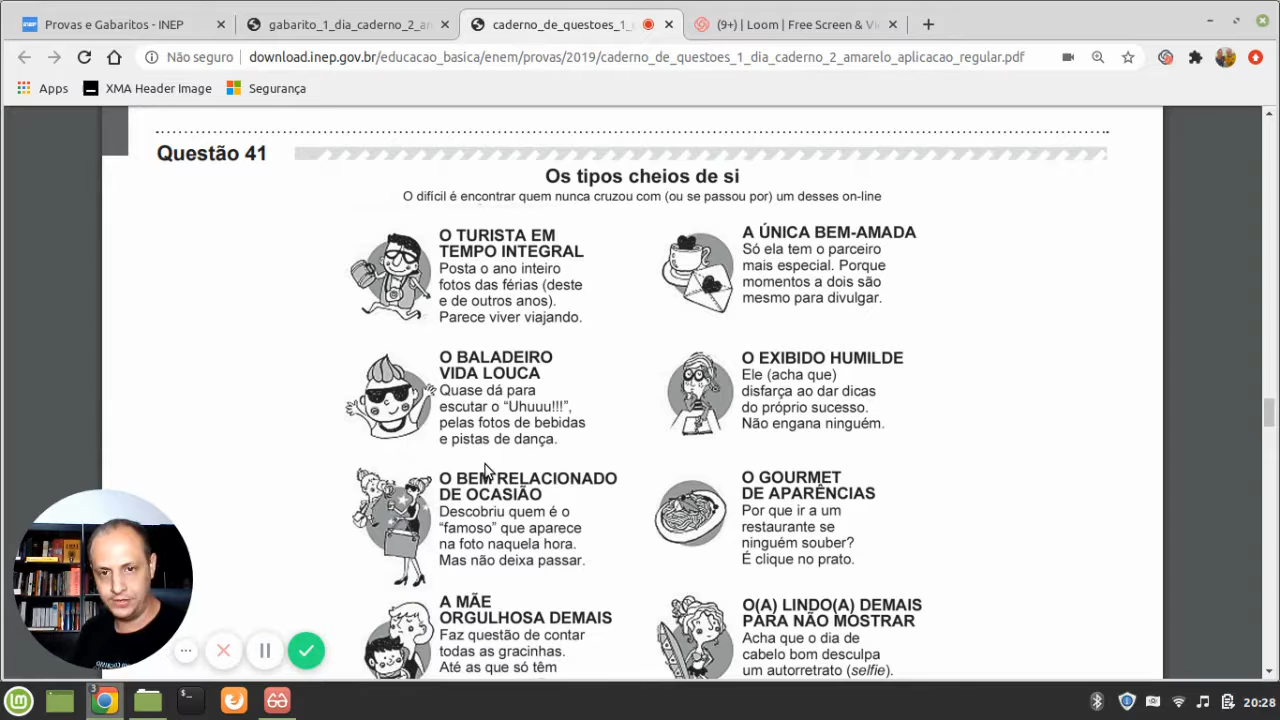 Provas e Gabaritos - INEP
gabarito_1_dia_caderno_2_am
caderno_de_questoes_1_
(9+) | Loom | Free Screen & Vi
Não seguro
download.inep.gov.br/educacao_basica/enem/provas/2019/caderno_de_questoes_1_dia_caderno_2_amarelo_aplicacao_regular.pdf
Apps
XMA Header Image
Segurança
Questão 41
Os tipos cheios de si
O difícil é encontrar quem nunca cruzou com (ou se passou por) um desses on-line
O TURISTA EM
TEMPO INTEGRAL
Posta o ano inteiro
fotos das férias (deste
e de outros anos).
Parece viver viajando.
A ÚNICA BEM-AMADA
Só ela tem o parceiro
mais especial. Porque
momentos a dois são
mesmo para divulgar.
O BALADEIRO
VIDA LOUCA
Quase dá para
escutar o “Uhuuu!!!”,
pelas fotos de bebidas
e pistas de dança.
O EXIBIDO HUMILDE
Ele (acha que)
disfarça ao dar dicas
do próprio sucesso.
Não engana ninguém.
O BEM RELACIONADO
DE OCASIÃO
Descobriu quem é o
“famoso” que aparece
na foto naquela hora.
Mas não deixa passar.
O GOURMET
DE APARÊNCIAS
Por que ir a um
restaurante se
ninguém souber?
É clique no prato.
A MÃE
ORGULHOSA DEMAIS
Faz questão de contar
todas as gracinhas.
Até as que só têm
O(A) LINDO(A) DEMAIS
PARA NÃO MOSTRAR
Acha que o dia de
cabelo bom desculpa
um autorretrato (selfie).
3
20:28